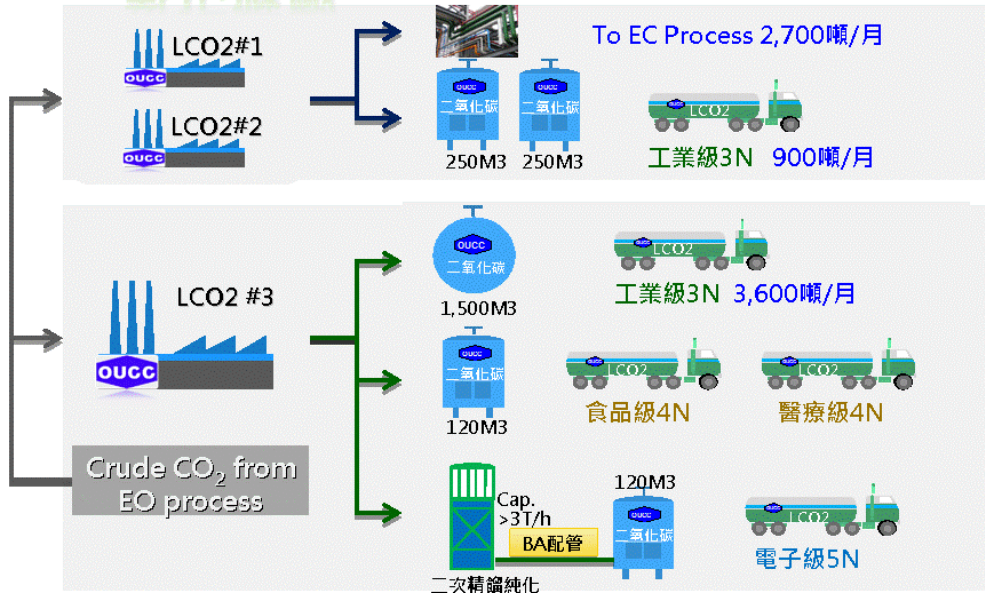 LCO2#1
OUCC
LCO2#2
OUCC
To EC Process 2,700噸/月
OUCC
二氧化碳
250M3
OUCC
二氧化碳
250M3
LCO2
工業級3N 900噸/月
LCO2 #3
OUCC
OUCC
二氧化碳
1,500M3
LCO2
工業級3N 3,600噸/月
OUCC
二氧化碳
120M3
LCO2
食品級4N
LCO2
醫療級4N
Crude CO₂ from
EO process
Cap.
>3T/h
BA配管
二次精餾純化
120M3
OUCC
二氧化碳
LCO2
電子級5N